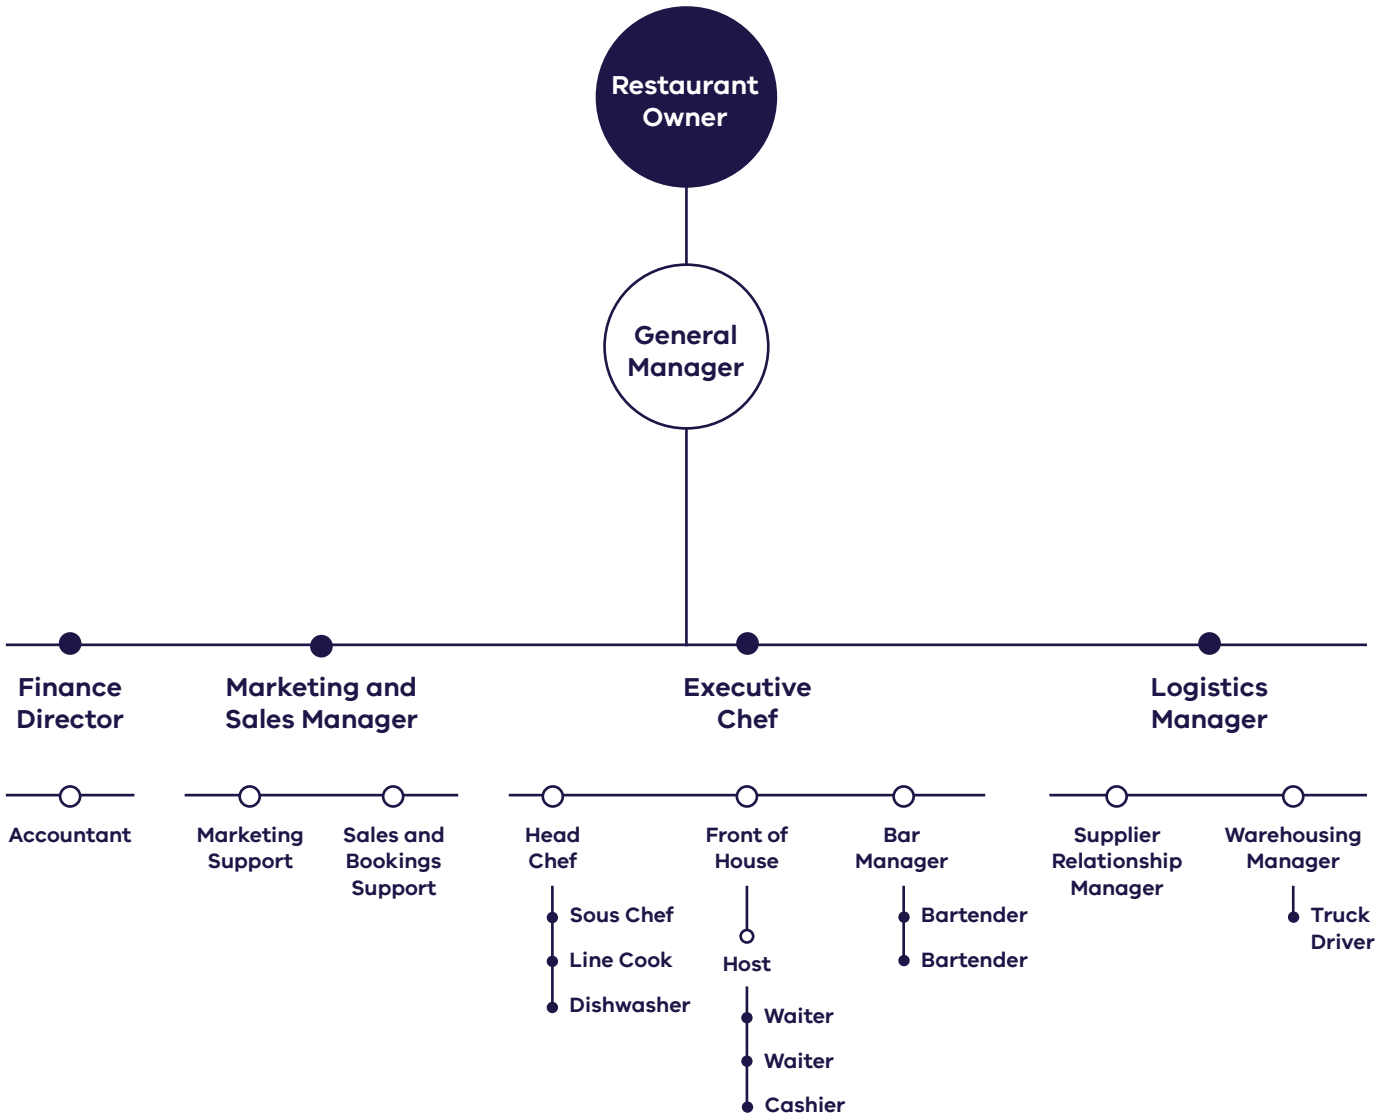 Restaurant
Owner
General
Manager
Finance
Director
Marketing and
Sales Manager
Executive
Chef
Logistics
Manager
Accountant
Marketing
Support
Sales and
Bookings
Support
Head
Chef
Sous Chef
Line Cook
Dishwasher
Front of
House
Host
Waiter
Waiter
Cashier
Bar
Manager
Bartender
Bartender
Supplier
Relationship
Manager
Warehousing
Manager
Truck
Driver